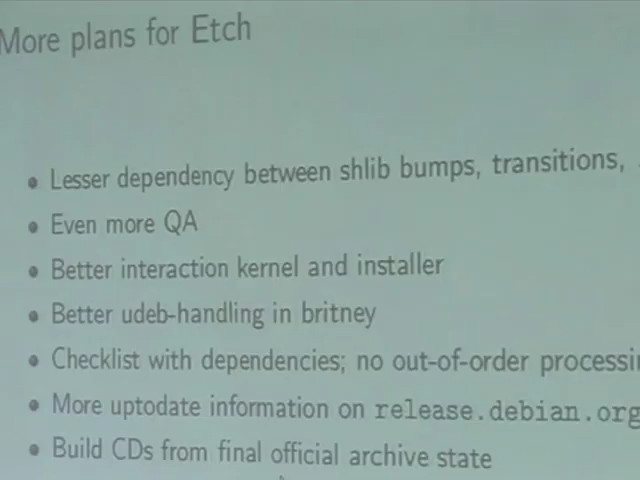 More plans for Etch
• Lesser dependency between shlib bumps, transitions,
• Even more QA
• Better interaction kernel and installer
• Better udeb-handling in britney
• Checklist with dependencies; no out-of-order
• More uptodate information on release.debian.org
• Build CDs from final official archive state